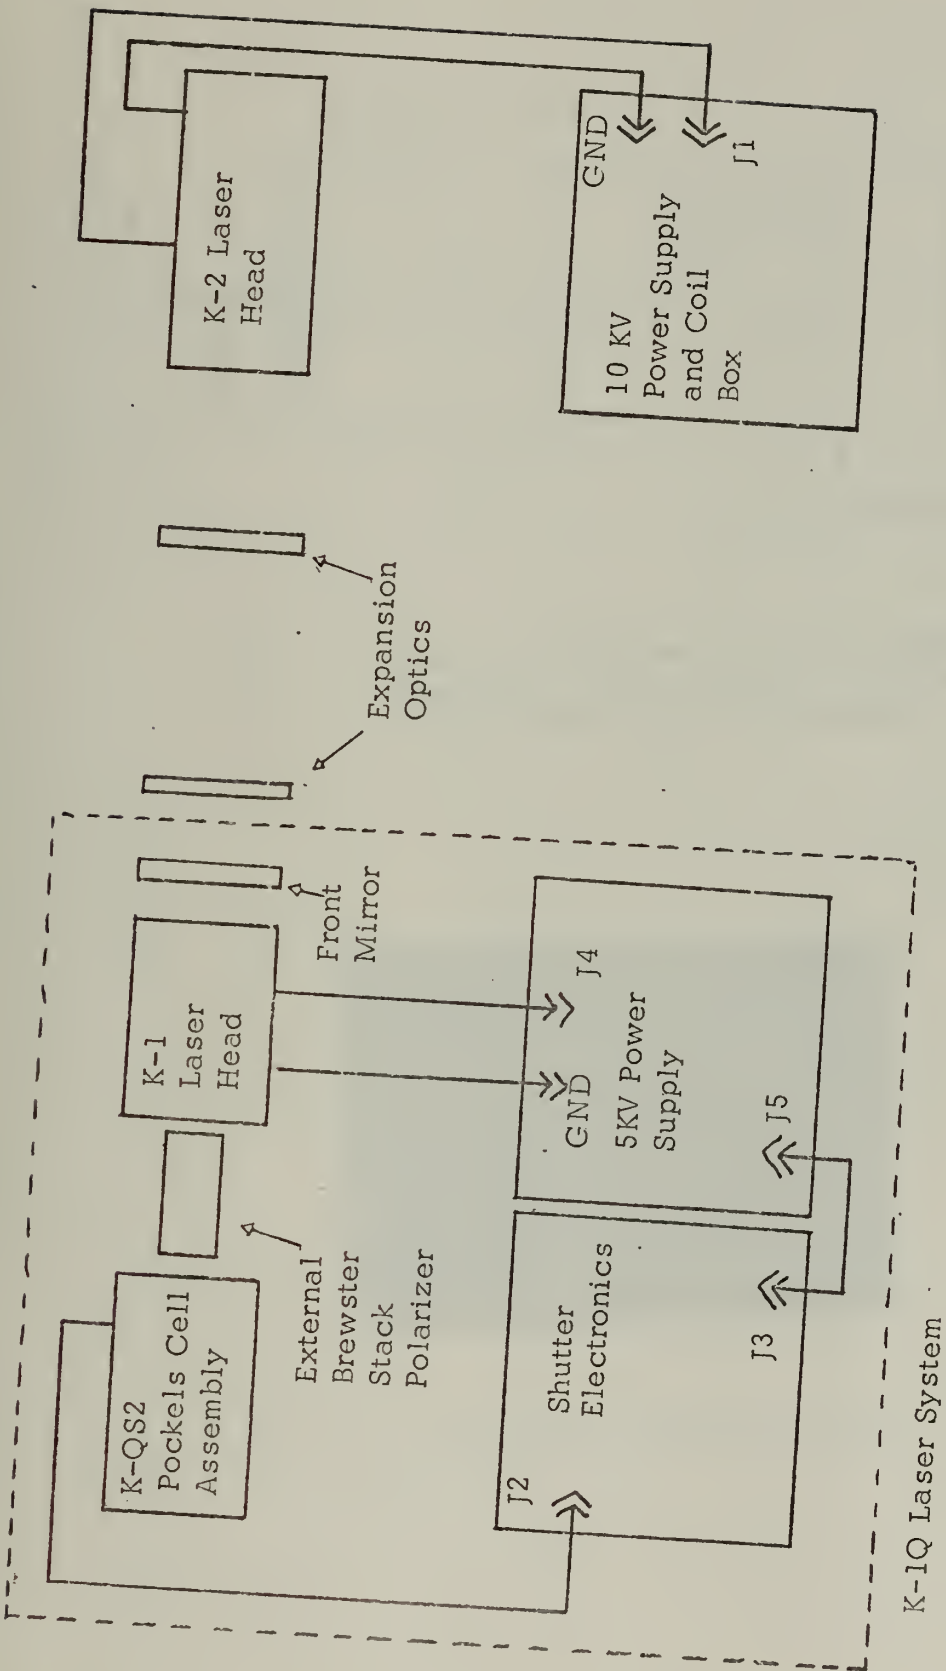 K-QS2
Pockels Cell
Assembly
External
Brewster
Stack
Polarizer
K-1
Laser
Head
Front
Mirror
Expansion
Optics
K-2 Laser
Head
J2
Shutter
Electronics
J3
GND
J4
5KV Power
Supply
J5
10 KV
Power Supply
and Coil
Box
GND
J1
K-1Q Laser System